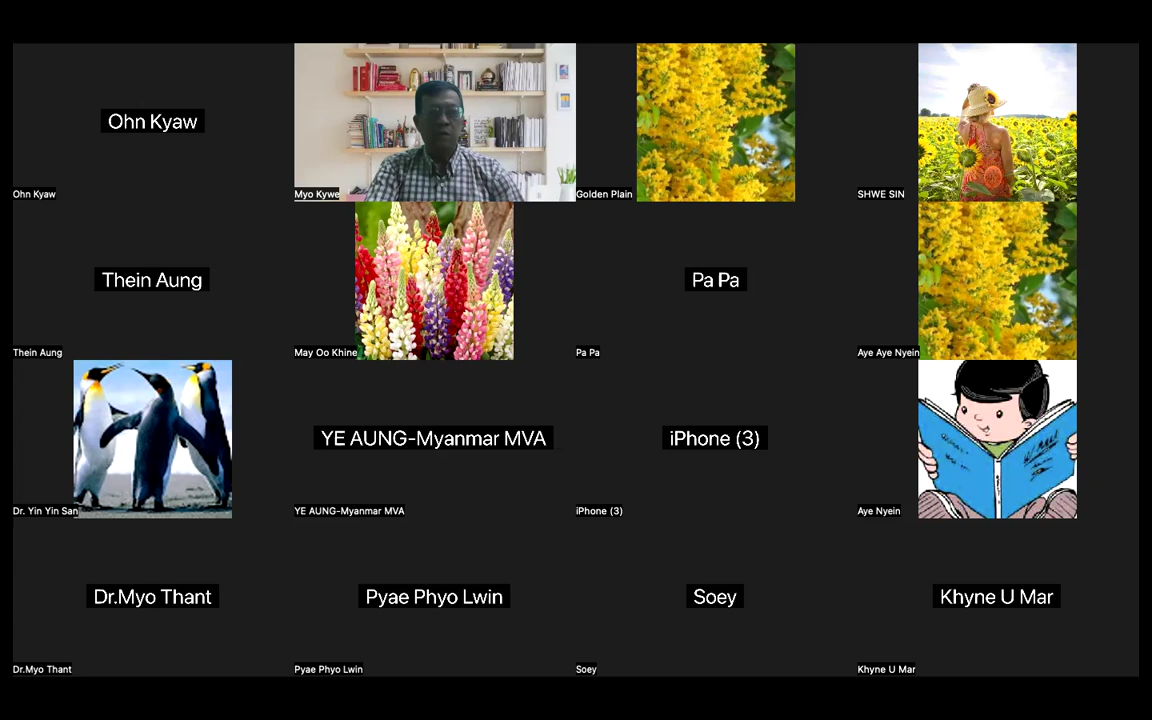 Ohn Kyaw
Ohn Kyaw
Myo Kywe
Golden Plain
SHWE SIN
Thein Aung
Thein Aung
May Oo Khine
Pa Pa
Pa Pa
Aye Aye Nyein
Dr. Yin Yin San
YE AUNG-Myanmar MVA
YE AUNG-Myanmar MVA
iPhone (3)
iPhone (3)
Aye Nyein
Dr.Myo Thant
Dr.Myo Thant
Pyae Phyo Lwin
Pyae Phyo Lwin
Soey
Soey
Khyne U Mar
Khyne U Mar